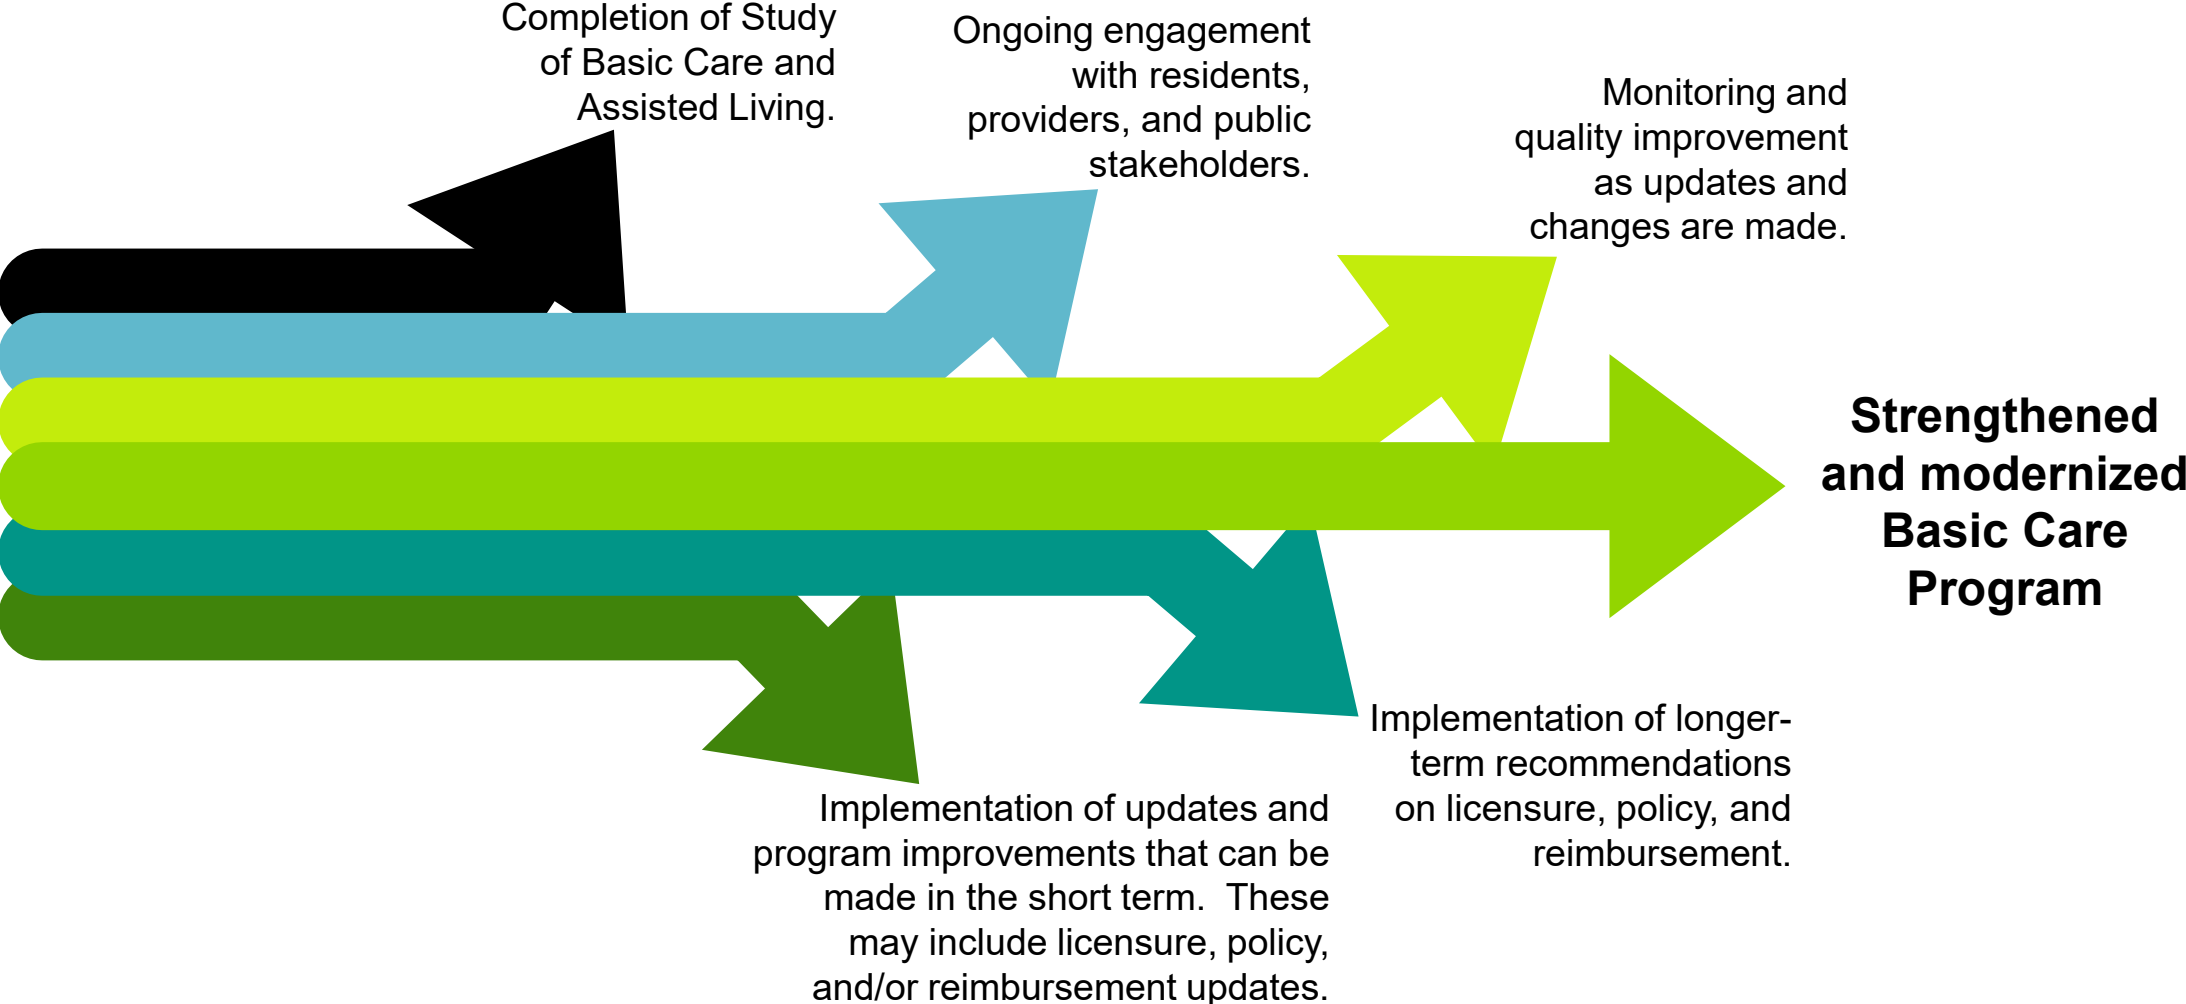 Completion of Study
of Basic Care and
Assisted Living.
Ongoing engagement
with residents,
providers, and public
stakeholders.
Monitoring and
quality improvement
as updates and
changes are made.
Strengthened
and modernized
Basic Care
Program
Implementation of longer-
term recommendations
on licensure, policy, and
reimbursement.
Implementation of updates and
program improvements that can be
made in the short term.  These
may include licensure, policy,
and/or reimbursement updates.